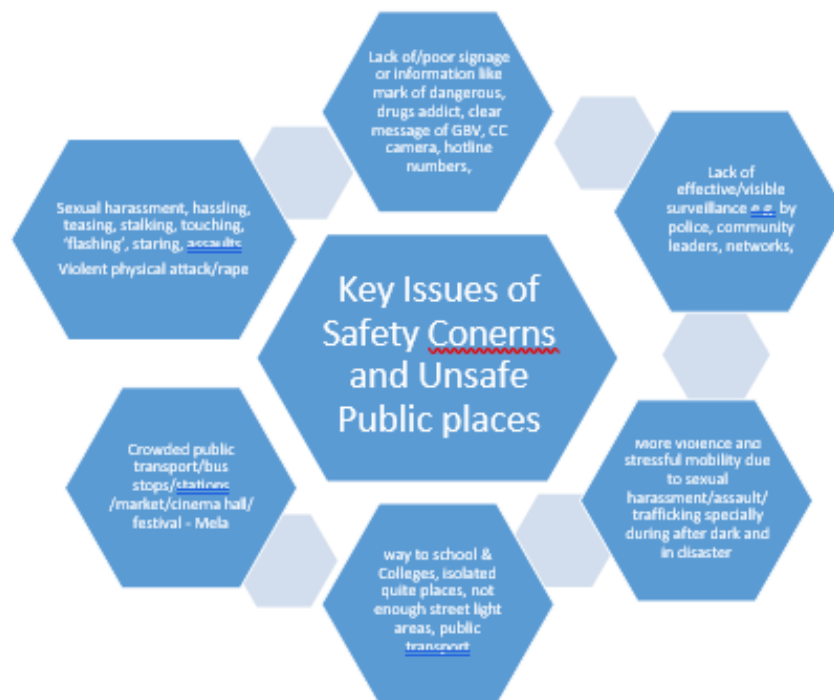 Lack of/poor signage
or information like
mark of dangerous,
drugs addict, clear
message of GBV, CC
camera, hotline
numbers,
Lack of
effective/visible
surveillance e.g. by
police, community
leaders, networks,
Sexual harassment, hassling,
teasing, stalking, touching,
'flashing', staring, assaults
Violent physical attack/rape
Key Issues of
Safety Conerns
and Unsafe
Public places
More violence and
stressful mobility due
to sexual
harassment/assault/
trafficking specially
during after dark and
in disaster
Crowded public
transport/bus
stops/stations
/market/cinema hall/
festival - Mela
way to school &
Colleges, isolated
quite places, not
enough street light
areas, public
transport